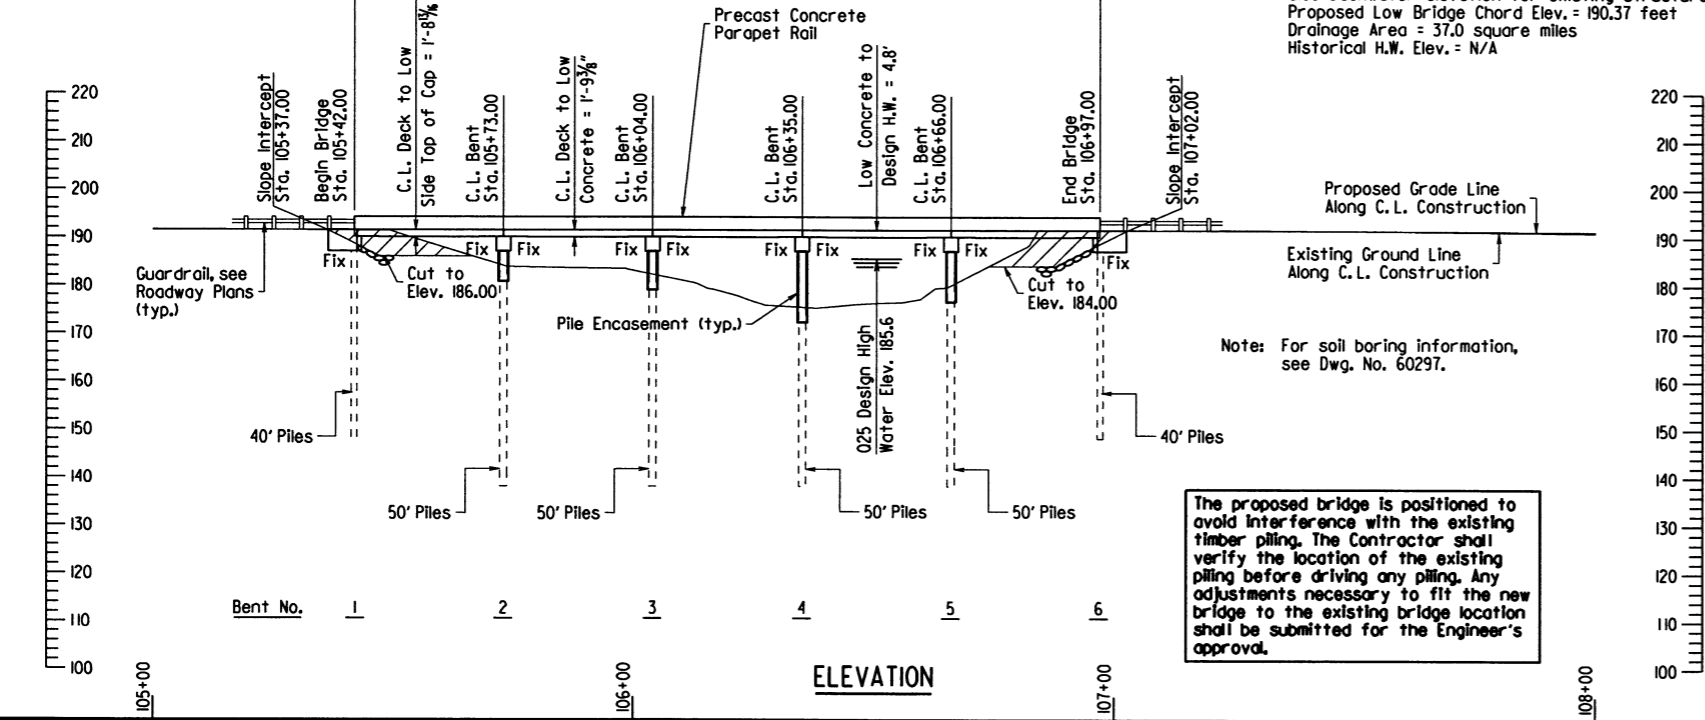 Proposed Low Bridge Chord Elev. = 190.37 feet
Drainage Area = 37.0 square miles
Historical H.W. Elev. = N/A
Precast Concrete
Parapet Rail
Slope Intercept
Sta. 105+37.00
Begin Bridge
Sta. 105+42.00
C.L. Deck to Low
Side Top of Cap = 1'-8 13/16"
C.L. Bent
Sta. 105+73.00
C.L. Deck to Low
Concrete = 1'-9 3/8"
C.L. Bent
Sta. 106+04.00
C.L. Bent
Sta. 106+35.00
Low Concrete to
Design H.W. = 4.8'
C.L. Bent
Sta. 106+66.00
End Bridge
Sta. 106+97.00
Slope Intercept
Sta. 107+02.00
220
210
200
190
180
170
160
150
140
130
120
110
100
220
210
200
190
180
170
160
150
140
130
120
110
100
Proposed Grade Line
Along C.L. Construction
Existing Ground Line
Along C.L. Construction
Fix
Fix
Fix
Fix
Fix
Fix
Fix
Fix
Fix
Fix
Guardrail, see
Roadway Plans
(typ.)
Cut to
Elev. 186.00
Pile Encasement (typ.)
Q25 Design High
Water Elev. 185.6
Cut to
Elev. 184.00
Note: For soil boring information,
see Dwg. No. 60297.
40' Piles
50' Piles
50' Piles
50' Piles
50' Piles
40' Piles
The proposed bridge is positioned to
avoid interference with the existing
timber piling. The Contractor shall
verify the location of the existing
piling before driving any piling. Any
adjustments necessary to fit the new
bridge to the existing bridge location
shall be submitted for the Engineer's
approval.
Bent No. 1 2 3 4 5 6
ELEVATION
105+00
106+00
107+00
108+00